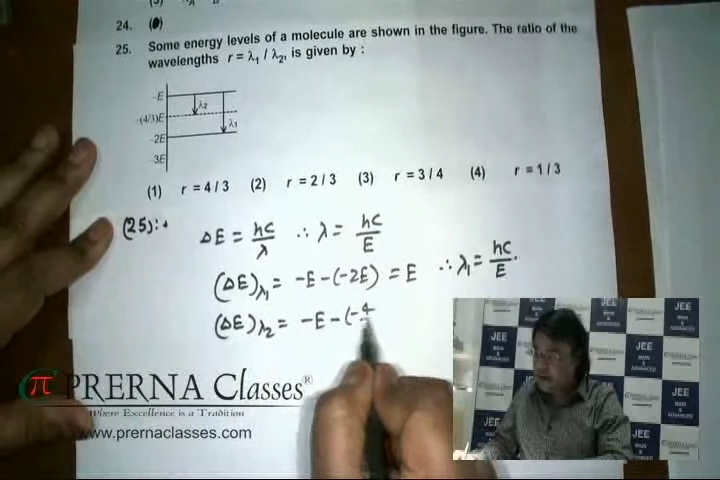 24.
25. Some energy levels of a molecule are shown in the figure. The ratio of the
wavelengths r = λ₁ / λ₂, is given by :
-E
λ₂
-(4/3)E
λ₁
-2E
-3E
(1) r = 4 / 3 (2) r = 2 / 3 (3) r = 3 / 4 (4) r = 1 / 3
(25):
ΔE = hc/λ ∴ λ = hc/E
(ΔE)λ₁ = -E - (-2E) = E ∴ λ₁ = hc/E.
(ΔE)λ₂ = -E - (-4
π PRERNA Classes®
Where Excellence is a Tradition
www.prernaclasses.com
JEE
MAIN
&
ADVANCED